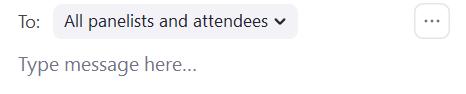 To: All panelists and attendees
Type message here...